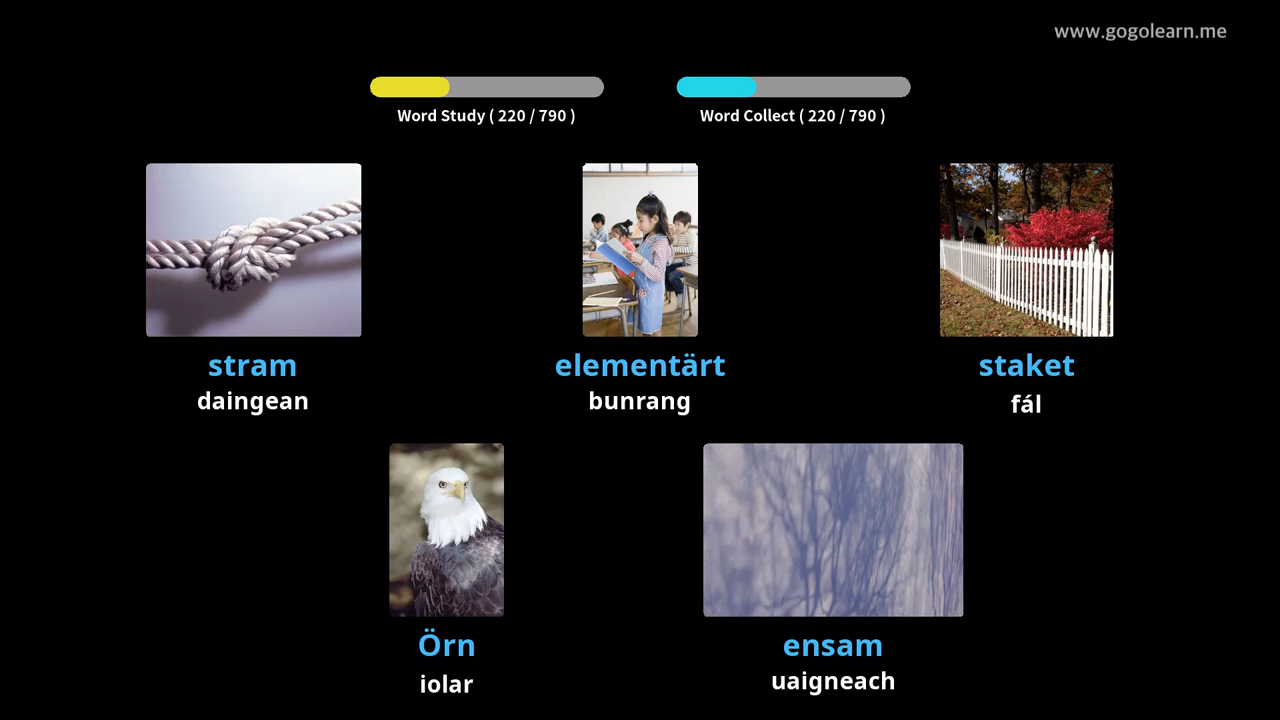 www.gogolearn.me
Word Study ( 220 / 790 )
Word Collect ( 220 / 790 )
stram
daingean
elementärt
bunrang
staket
fál
Örn
iolar
ensam
uaigneach